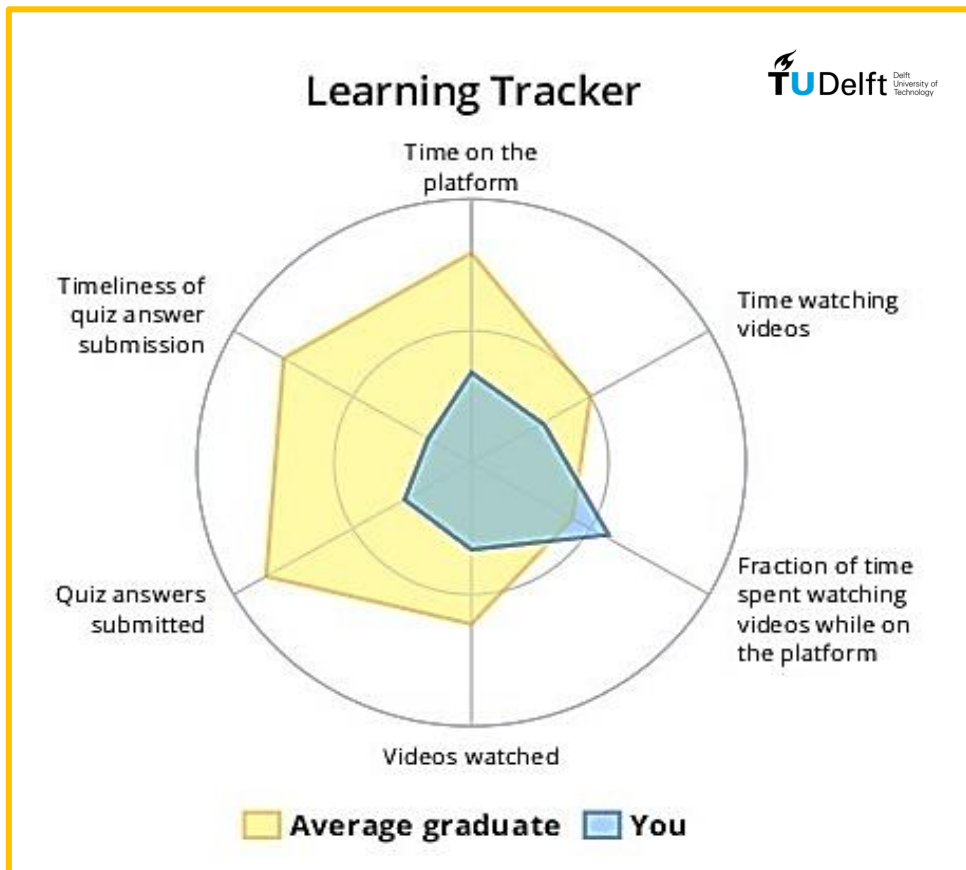 Learning Tracker
TUDelft
Delft
University of
Technology
Time on the
platform
Timeliness of
quiz answer
submission
Time watching
videos
Quiz answers
submitted
Fraction of time
spent watching
videos while on
the platform
Videos watched
Average graduate
You